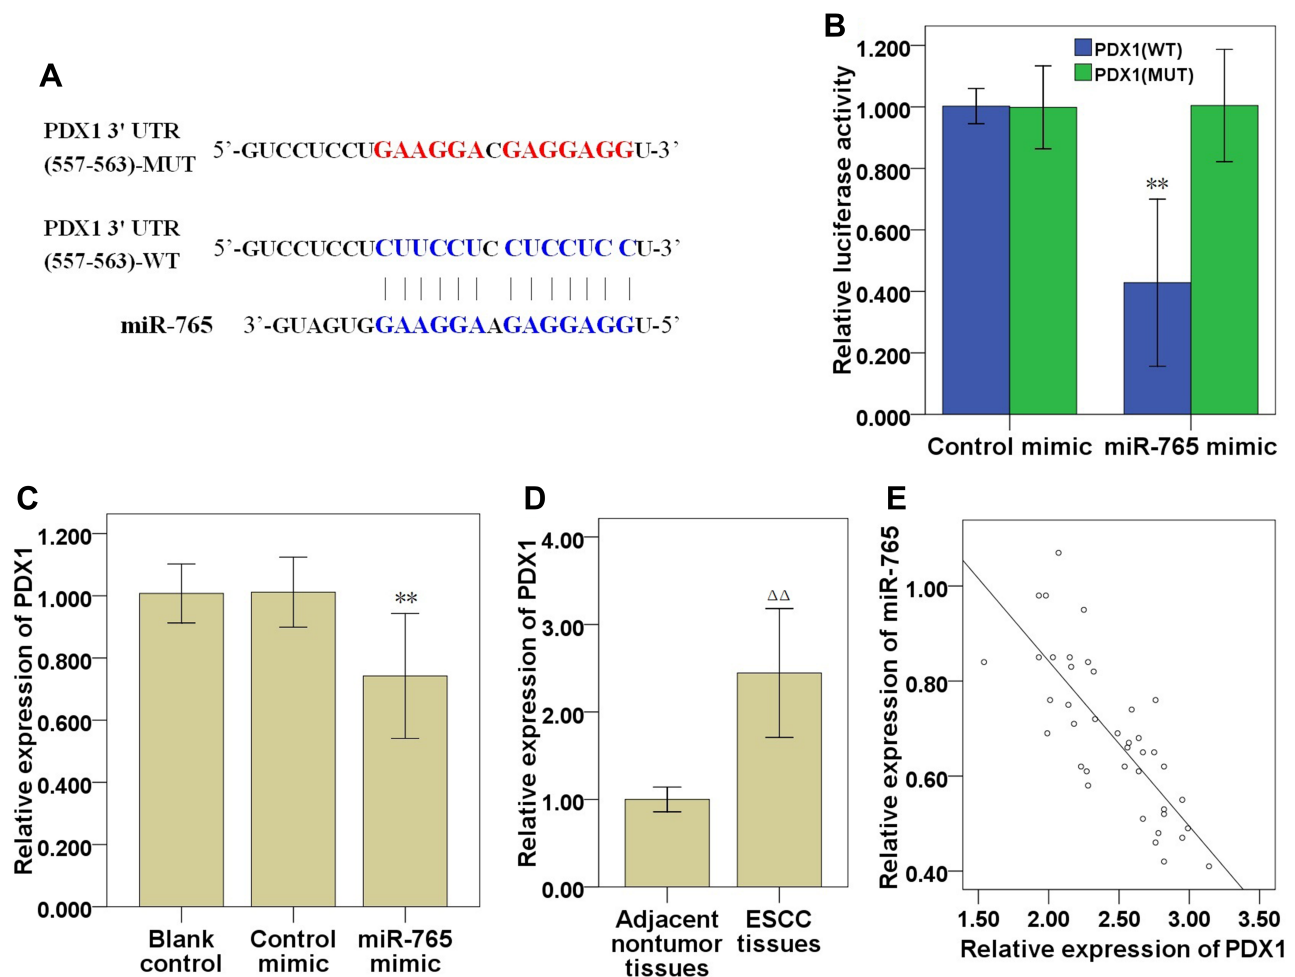 A
PDX1 3' UTR
(557-563)-MUT
5’-GUCCUCCUGAAGGACGAGGAGGU-3’
PDX1 3' UTR
(557-563)-WT
5’-GUCCUCCUCUUCCUC CUCCUC CU-3’
miR-765
3’-GUAGUGGAAGGAAGAGGAGGU-5’
B
Relative luciferase activity
1.200
1.000
0.800
0.600
0.400
0.200
0.000
PDX1(WT)
PDX1(MUT)
**
Control mimic
miR-765 mimic
C
Relative expression of PDX1
1.200
1.000
0.800
0.600
0.400
0.200
0.000
**
Blank
control
Control
mimic
miR-765
mimic
D
Relative expression of PDX1
4.00
3.00
2.00
1.00
0.00
ΔΔ
Adjacent
nontumor
tissues
ESCC
tissues
E
Relative expression of miR-765
1.00
0.80
0.60
0.40
1.50 2.00 2.50 3.00 3.50
Relative expression of PDX1